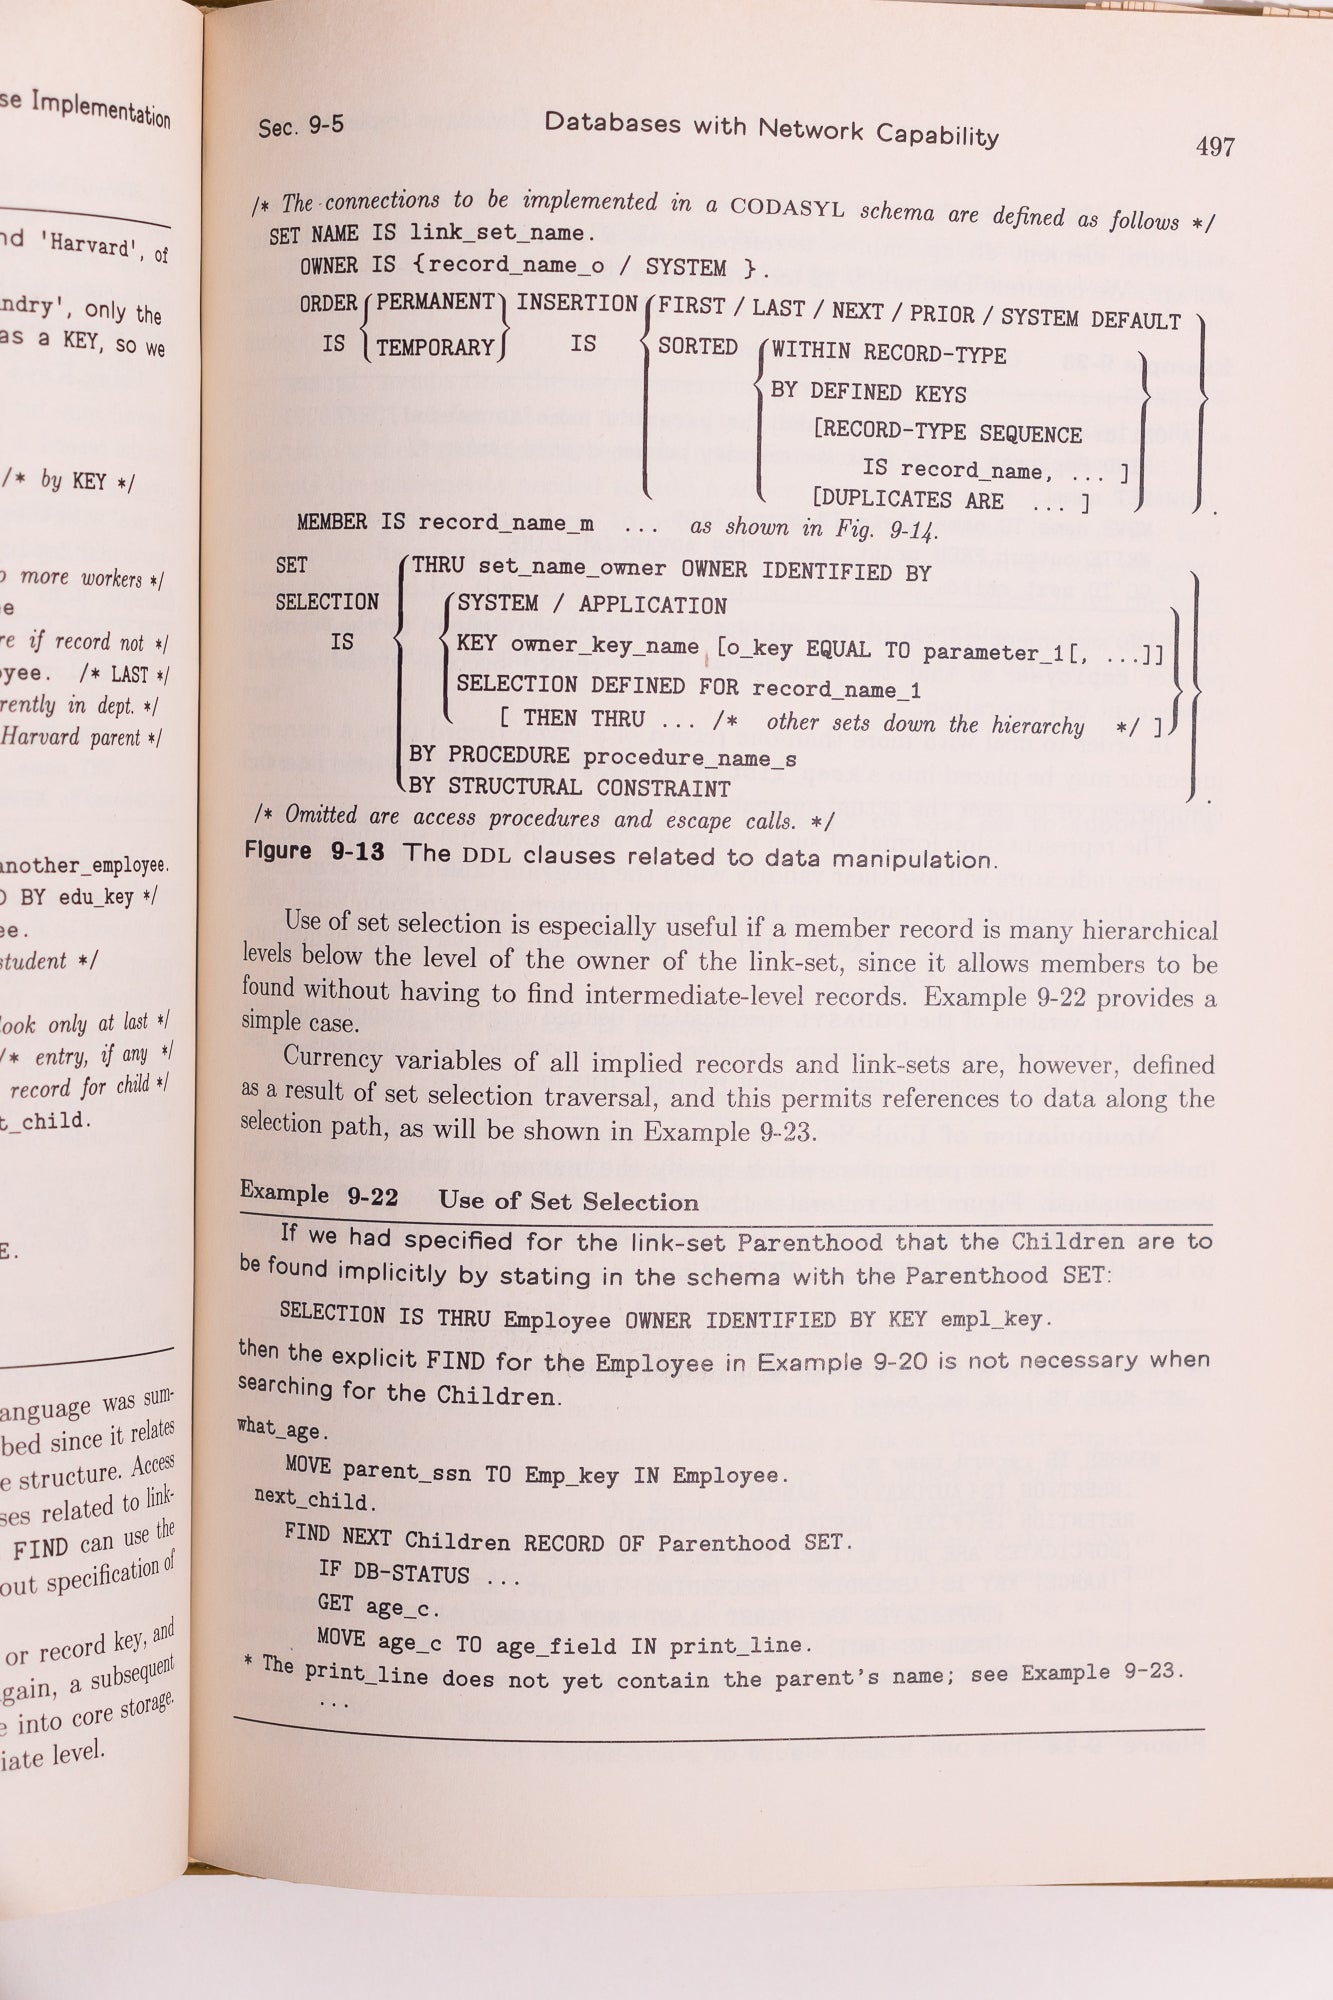 se Implementation
nd 'Harvard', of
ndry', only the
as a KEY, so we
/* by KEY */
o more workers */
e
re if record not */
oyee. /* LAST */
rently in dept. */
Harvard parent */
another_employee.
D BY edu_key */
ee.
student */
look only at last */
/* entry, if any */
record for child */
t_child.
E.
anguage was sum-
bed since it relates
e structure. Access
ses related to link-
FIND can use the
out specification of
or record key, and
gain, a subsequent
e into core storage.
iate level.
Sec. 9-5 Databases with Network Capability 497
/* The connections to be implemented in a CODASYL schema are defined as follows */
SET NAME IS link_set_name.
OWNER IS {record_name_o / SYSTEM }.
ORDER { PERMANENT } INSERTION { FIRST / LAST / NEXT / PRIOR / SYSTEM DEFAULT }
IS { TEMPORARY } IS { SORTED { WITHIN RECORD-TYPE
BY DEFINED KEYS
[RECORD-TYPE SEQUENCE
IS record_name, ... ]
[DUPLICATES ARE ... ] } } .
MEMBER IS record_name_m ... as shown in Fig. 9-14.
SET { THRU set_name_owner OWNER IDENTIFIED BY
SELECTION { SYSTEM / APPLICATION
IS { KEY owner_key_name [o_key EQUAL TO parameter_1[, ...]]
SELECTION DEFINED FOR record_name_1
[ THEN THRU ... /* other sets down the hierarchy */ ] }
BY PROCEDURE procedure_name_s
BY STRUCTURAL CONSTRAINT } .
/* Omitted are access procedures and escape calls. */
Figure 9-13 The DDL clauses related to data manipulation.
Use of set selection is especially useful if a member record is many hierarchical
levels below the level of the owner of the link-set, since it allows members to be
found without having to find intermediate-level records. Example 9-22 provides a
simple case.
Currency variables of all implied records and link-sets are, however, defined
as a result of set selection traversal, and this permits references to data along the
selection path, as will be shown in Example 9-23.
Example 9-22 Use of Set Selection
If we had specified for the link-set Parenthood that the Children are to
be found implicitly by stating in the schema with the Parenthood SET:
SELECTION IS THRU Employee OWNER IDENTIFIED BY KEY empl_key.
then the explicit FIND for the Employee in Example 9-20 is not necessary when
searching for the Children.
what_age.
MOVE parent_ssn TO Emp_key IN Employee.
next_child.
FIND NEXT Children RECORD OF Parenthood SET.
IF DB-STATUS ...
GET age_c.
MOVE age_c TO age_field IN print_line.
* The print_line does not yet contain the parent's name; see Example 9-23.
...